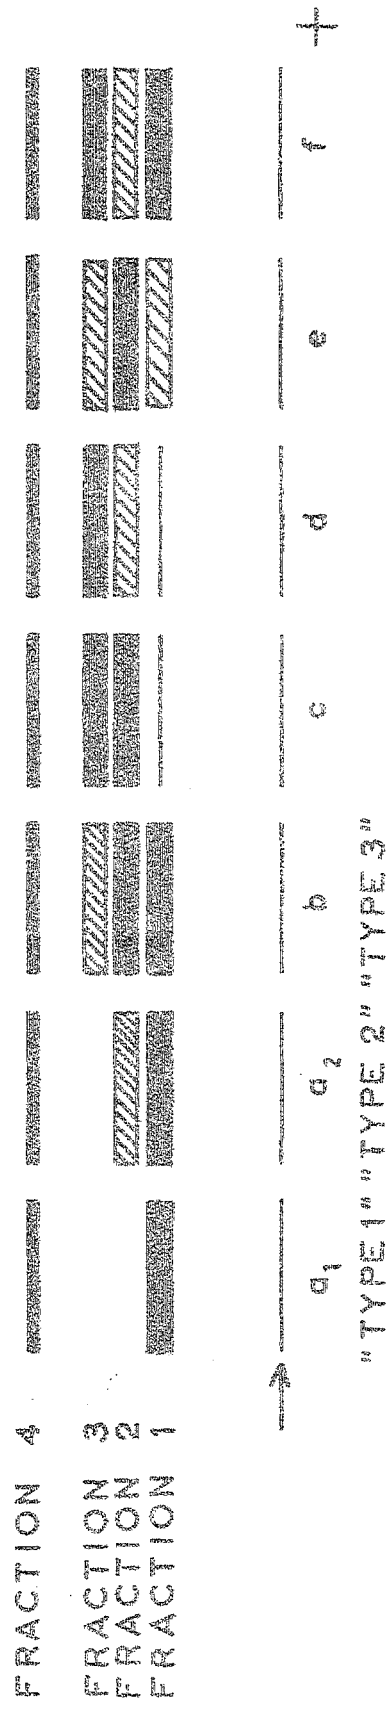 FRACTION 4
FRACTION 3
FRACTION 2
FRACTION 1
a1 a2 b c d e f +
"TYPE 1" "TYPE 2" "TYPE 3"